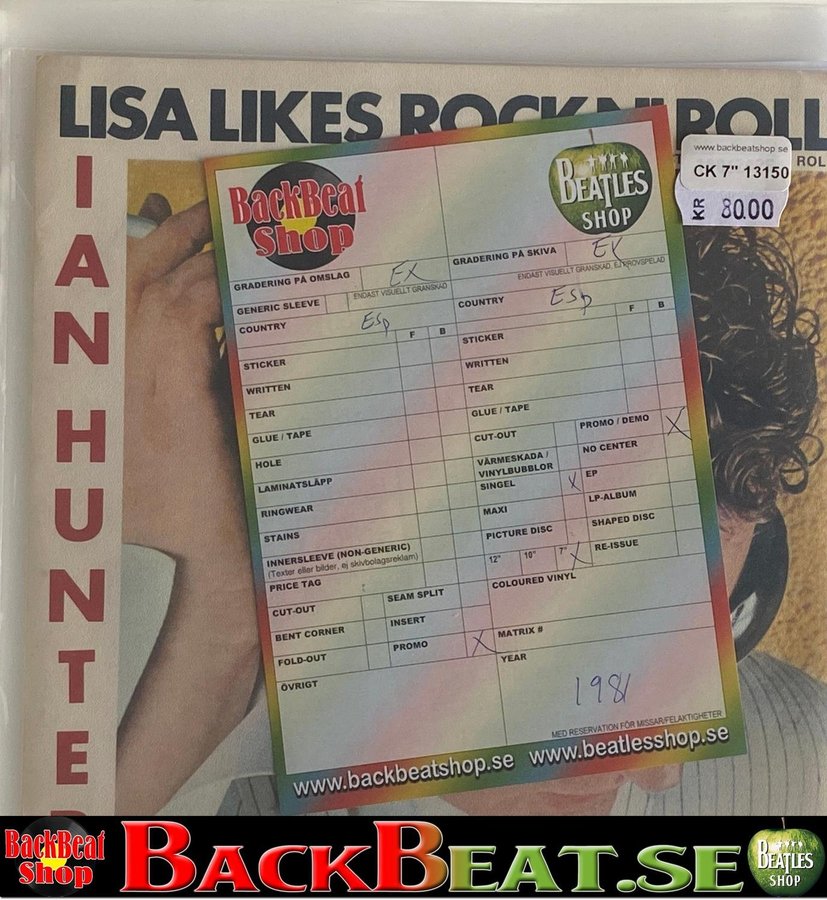 LISA LIKES ROCK N' ROLL
IAN HUNTE
www.backbeatshop.se
CK 7" 13150
KR 80.00
ROL
BackBeat
Shop
BEATLES
SHOP
GRADERING PÅ OMSLAG EX
ENDAST VISUELLT GRANSKAD
GENERIC SLEEVE
COUNTRY ESp
F B
STICKER
WRITTEN
TEAR
GLUE / TAPE
HOLE
LAMINATSLÄPP
RINGWEAR
STAINS
INNERSLEEVE (NON-GENERIC)
(Texter eller bilder, ej skivbolagsreklam)
PRICE TAG
CUT-OUT
SEAM SPLIT
BENT CORNER
INSERT
FOLD-OUT
PROMO X
ÖVRIGT
GRADERING PÅ SKIVA EX
ENDAST VISUELLT GRANSKAD, EJ PROVSPELAD
COUNTRY ESp
F B
STICKER
WRITTEN
TEAR
GLUE / TAPE
CUT-OUT
PROMO / DEMO X
VÄRMESKADA /
VINYLBUBBLOR
NO CENTER
SINGEL X
EP
MAXI
LP-ALBUM
PICTURE DISC
SHAPED DISC
12" 10" 7" X
RE-ISSUE
COLOURED VINYL
MATRIX #
YEAR
1981
MED RESERVATION FÖR MISSAR/FELAKTIGHETER
www.backbeatshop.se www.beatlesshop.se
BackBeat
Shop
BACKBEAT.SE
BEATLES
SHOP